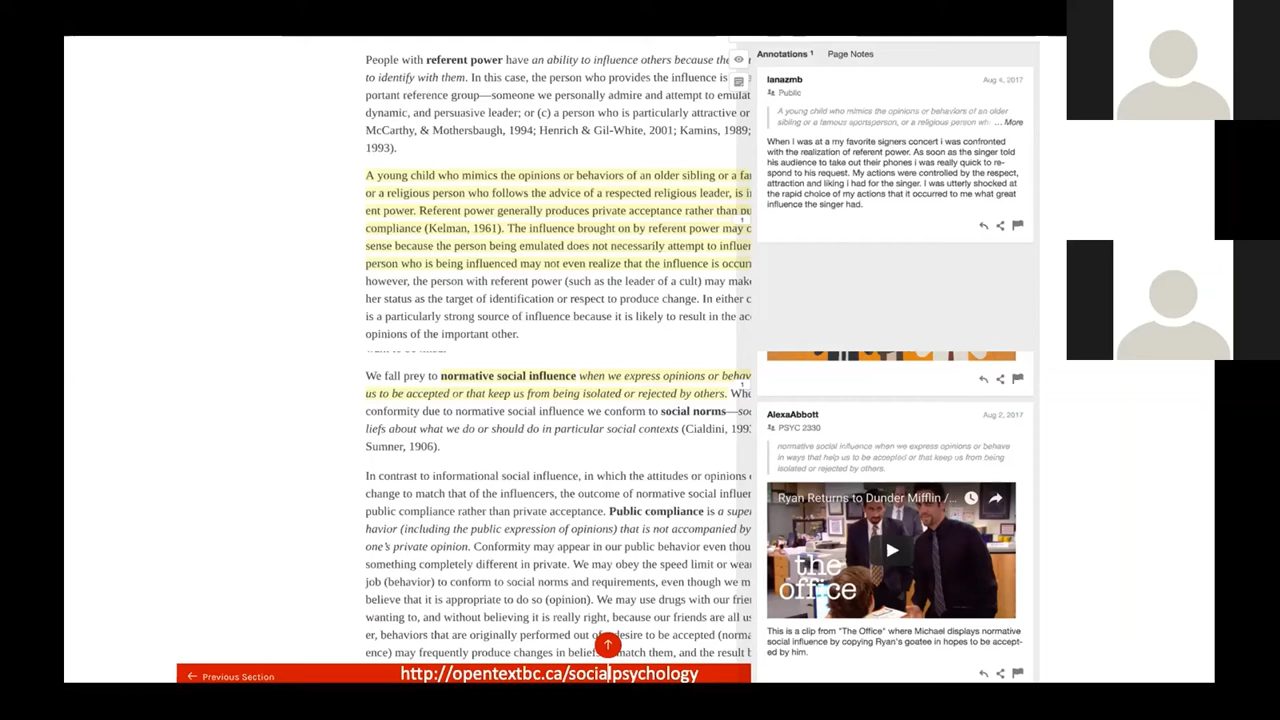 People with referent power have an ability to influence others because the
to identify with them. In this case, the person who provides the influence is
portant reference group—someone we personally admire and attempt to emulat
dynamic, and persuasive leader; or (c) a person who is particularly attractive or
McCarthy, & Mothersbaugh, 1994; Henrich & Gil-White, 2001; Kamins, 1989;
1993).
A young child who mimics the opinions or behaviors of an older sibling or a fa
or a religious person who follows the advice of a respected religious leader, is i
ent power. Referent power generally produces private acceptance rather than pu
compliance (Kelman, 1961). The influence brought on by referent power may o
sense because the person being emulated does not necessarily attempt to influen
person who is being influenced may not even realize that the influence is occurr
however, the person with referent power (such as the leader of a cult) may make
her status as the target of identification or respect to produce change. In either c
is a particularly strong source of influence because it is likely to result in the acc
opinions of the important other.
We fall prey to normative social influence when we express opinions or behav
us to be accepted or that keep us from being isolated or rejected by others. Whe
conformity due to normative social influence we conform to social norms—soc
liefs about what we do or should do in particular social contexts (Cialdini, 199
Sumner, 1906).
In contrast to informational social influence, in which the attitudes or opinions o
change to match that of the influencers, the outcome of normative social influen
public compliance rather than private acceptance. Public compliance is a super
havior (including the public expression of opinions) that is not accompanied by
one's private opinion. Conformity may appear in our public behavior even thou
something completely different in private. We may obey the speed limit or wear
job (behavior) to conform to social norms and requirements, even though we m
believe that it is appropriate to do so (opinion). We may use drugs with our frie
wanting to, and without believing it is really right, because our friends are all us
er, behaviors that are originally performed out of desire to be accepted (norma
ence) may frequently produce changes in beliefs match them, and the result b
Previous Section
http://opentextbc.ca/socialpsychology
Annotations 1 Page Notes
lanazmb Aug 4, 2017
Public
A young child who mimics the opinions or behaviors of an older
sibling or a famous sportsperson, or a religious person wh ... More
When I was at a my favorite signers concert i was confronted
with the realization of referent power. As soon as the singer told
his audience to take out their phones i was really quick to re-
spond to his request. My actions were controlled by the respect,
attraction and liking i had for the singer. I was utterly shocked at
the rapid choice of my actions that it occurred to me what great
influence the singer had.
1
1
AlexaAbbott Aug 2, 2017
PSYC 2330
normative social influence when we express opinions or behave
in ways that help us to be accepted or that keep us from being
isolated or rejected by others.
Ryan Returns to Dunder Mifflin /...
the
office
This is a clip from "The Office" where Michael displays normative
social influence by copying Ryan's goatee in hopes to be accept-
ed by him.